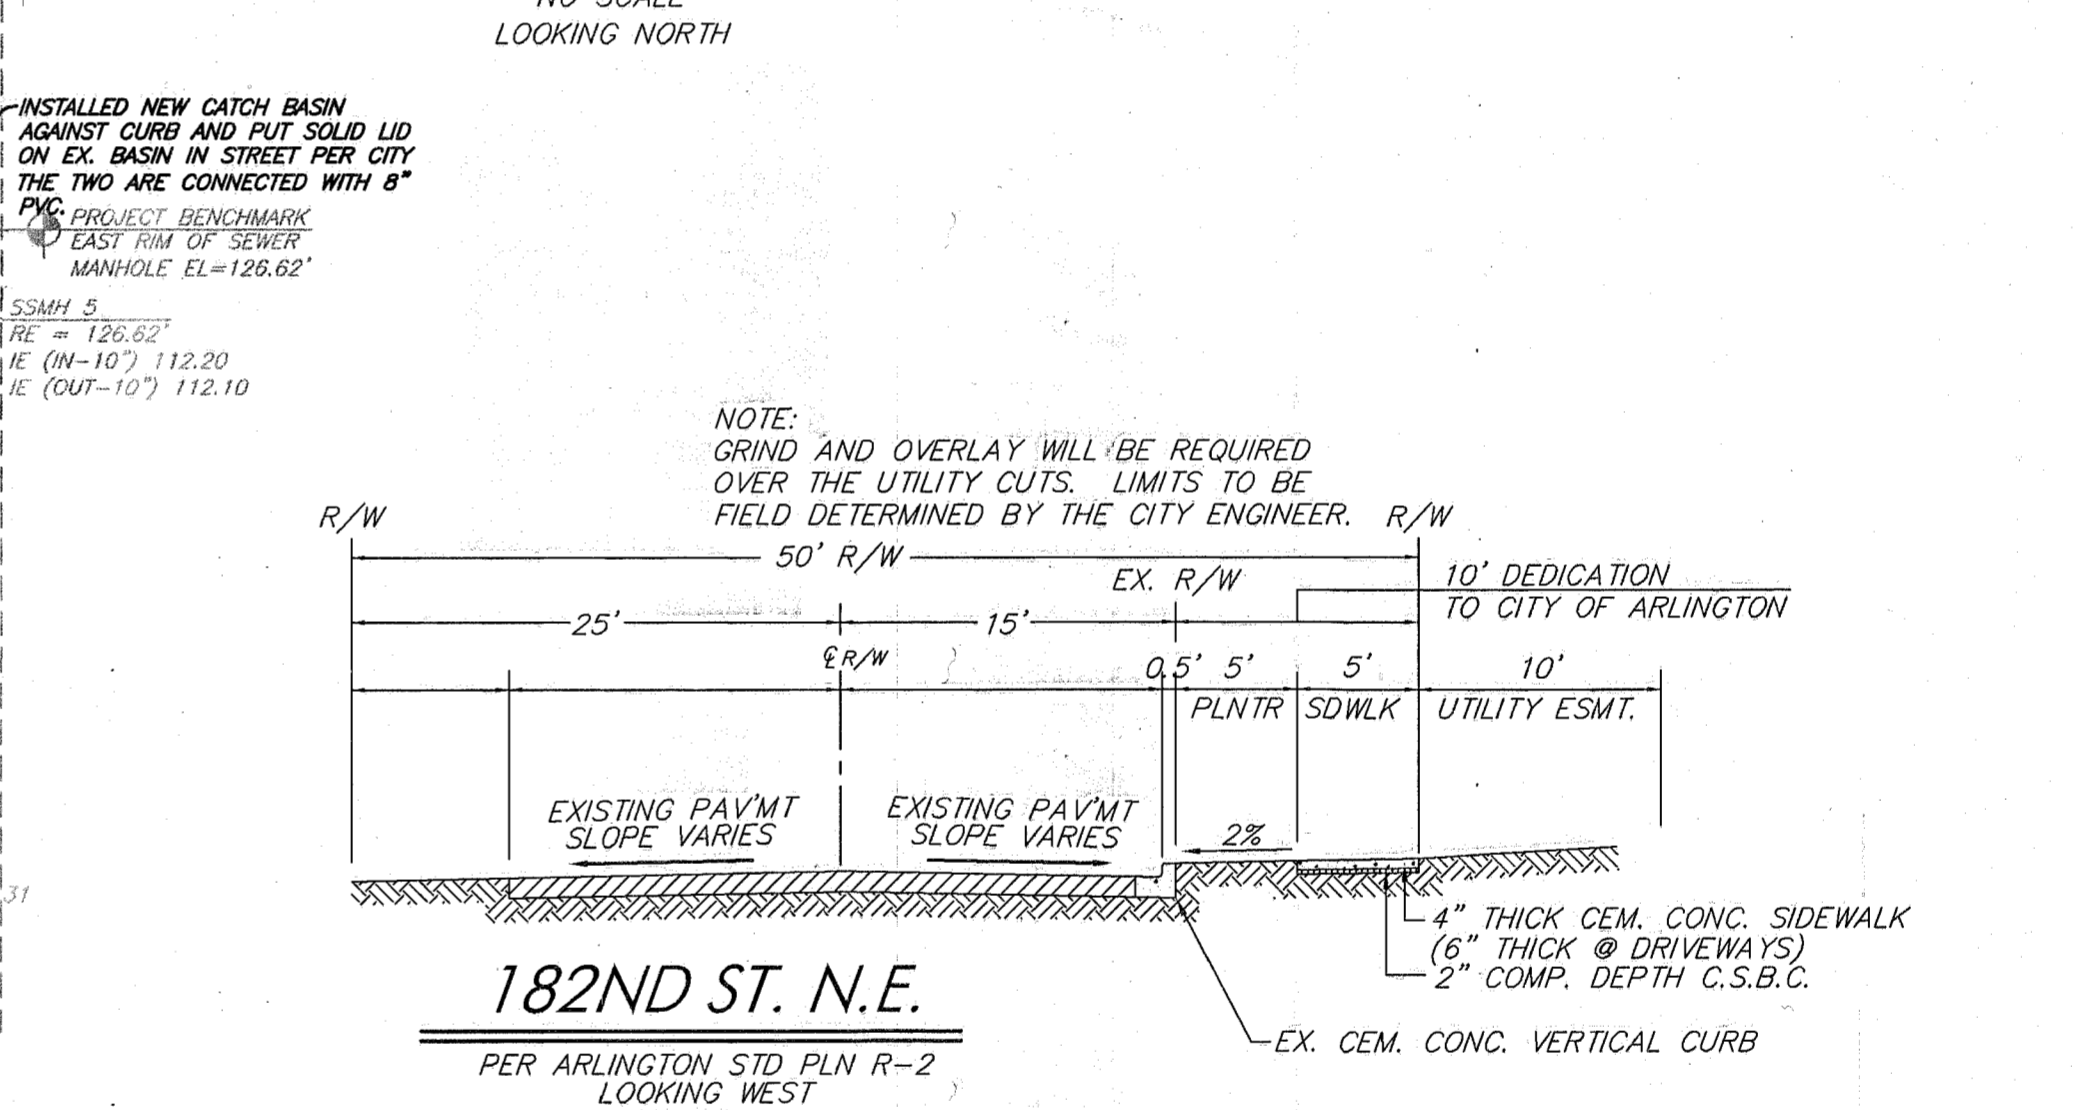 NO SCALE
LOOKING NORTH
INSTALLED NEW CATCH BASIN
AGAINST CURB AND PUT SOLID LID
ON EX. BASIN IN STREET PER CITY
THE TWO ARE CONNECTED WITH 8"
PVC.
PROJECT BENCHMARK
EAST RIM OF SEWER
MANHOLE EL=126.62'
SSMH 5
RE = 126.62'
IE (IN-10") 112.20
IE (OUT-10") 112.10
NOTE:
GRIND AND OVERLAY WILL BE REQUIRED
OVER THE UTILITY CUTS. LIMITS TO BE
FIELD DETERMINED BY THE CITY ENGINEER.
R/W
R/W
50' R/W
EX. R/W
10' DEDICATION
TO CITY OF ARLINGTON
25'
15'
℄ R/W
0.5' 5' 5' 10'
PLNTR SDWLK UTILITY ESMT.
EXISTING PAV'MT
SLOPE VARIES
EXISTING PAV'MT
SLOPE VARIES
2%
31
4" THICK CEM. CONC. SIDEWALK
(6" THICK @ DRIVEWAYS)
2" COMP. DEPTH C.S.B.C.
EX. CEM. CONC. VERTICAL CURB
182ND ST. N.E.
PER ARLINGTON STD PLN R-2
LOOKING WEST